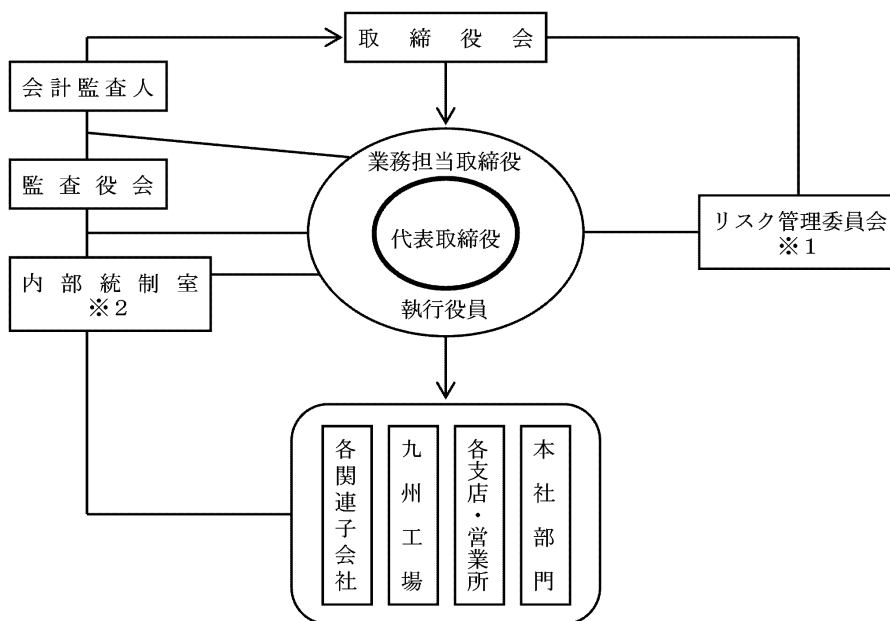 取締役会
会計監査人
業務担当取締役
監査役会
代表取締役
リスク管理委員会
※１
内部統制室
※２
執行役員
各関連子会社
九州工場
各支店・営業所
本社部門